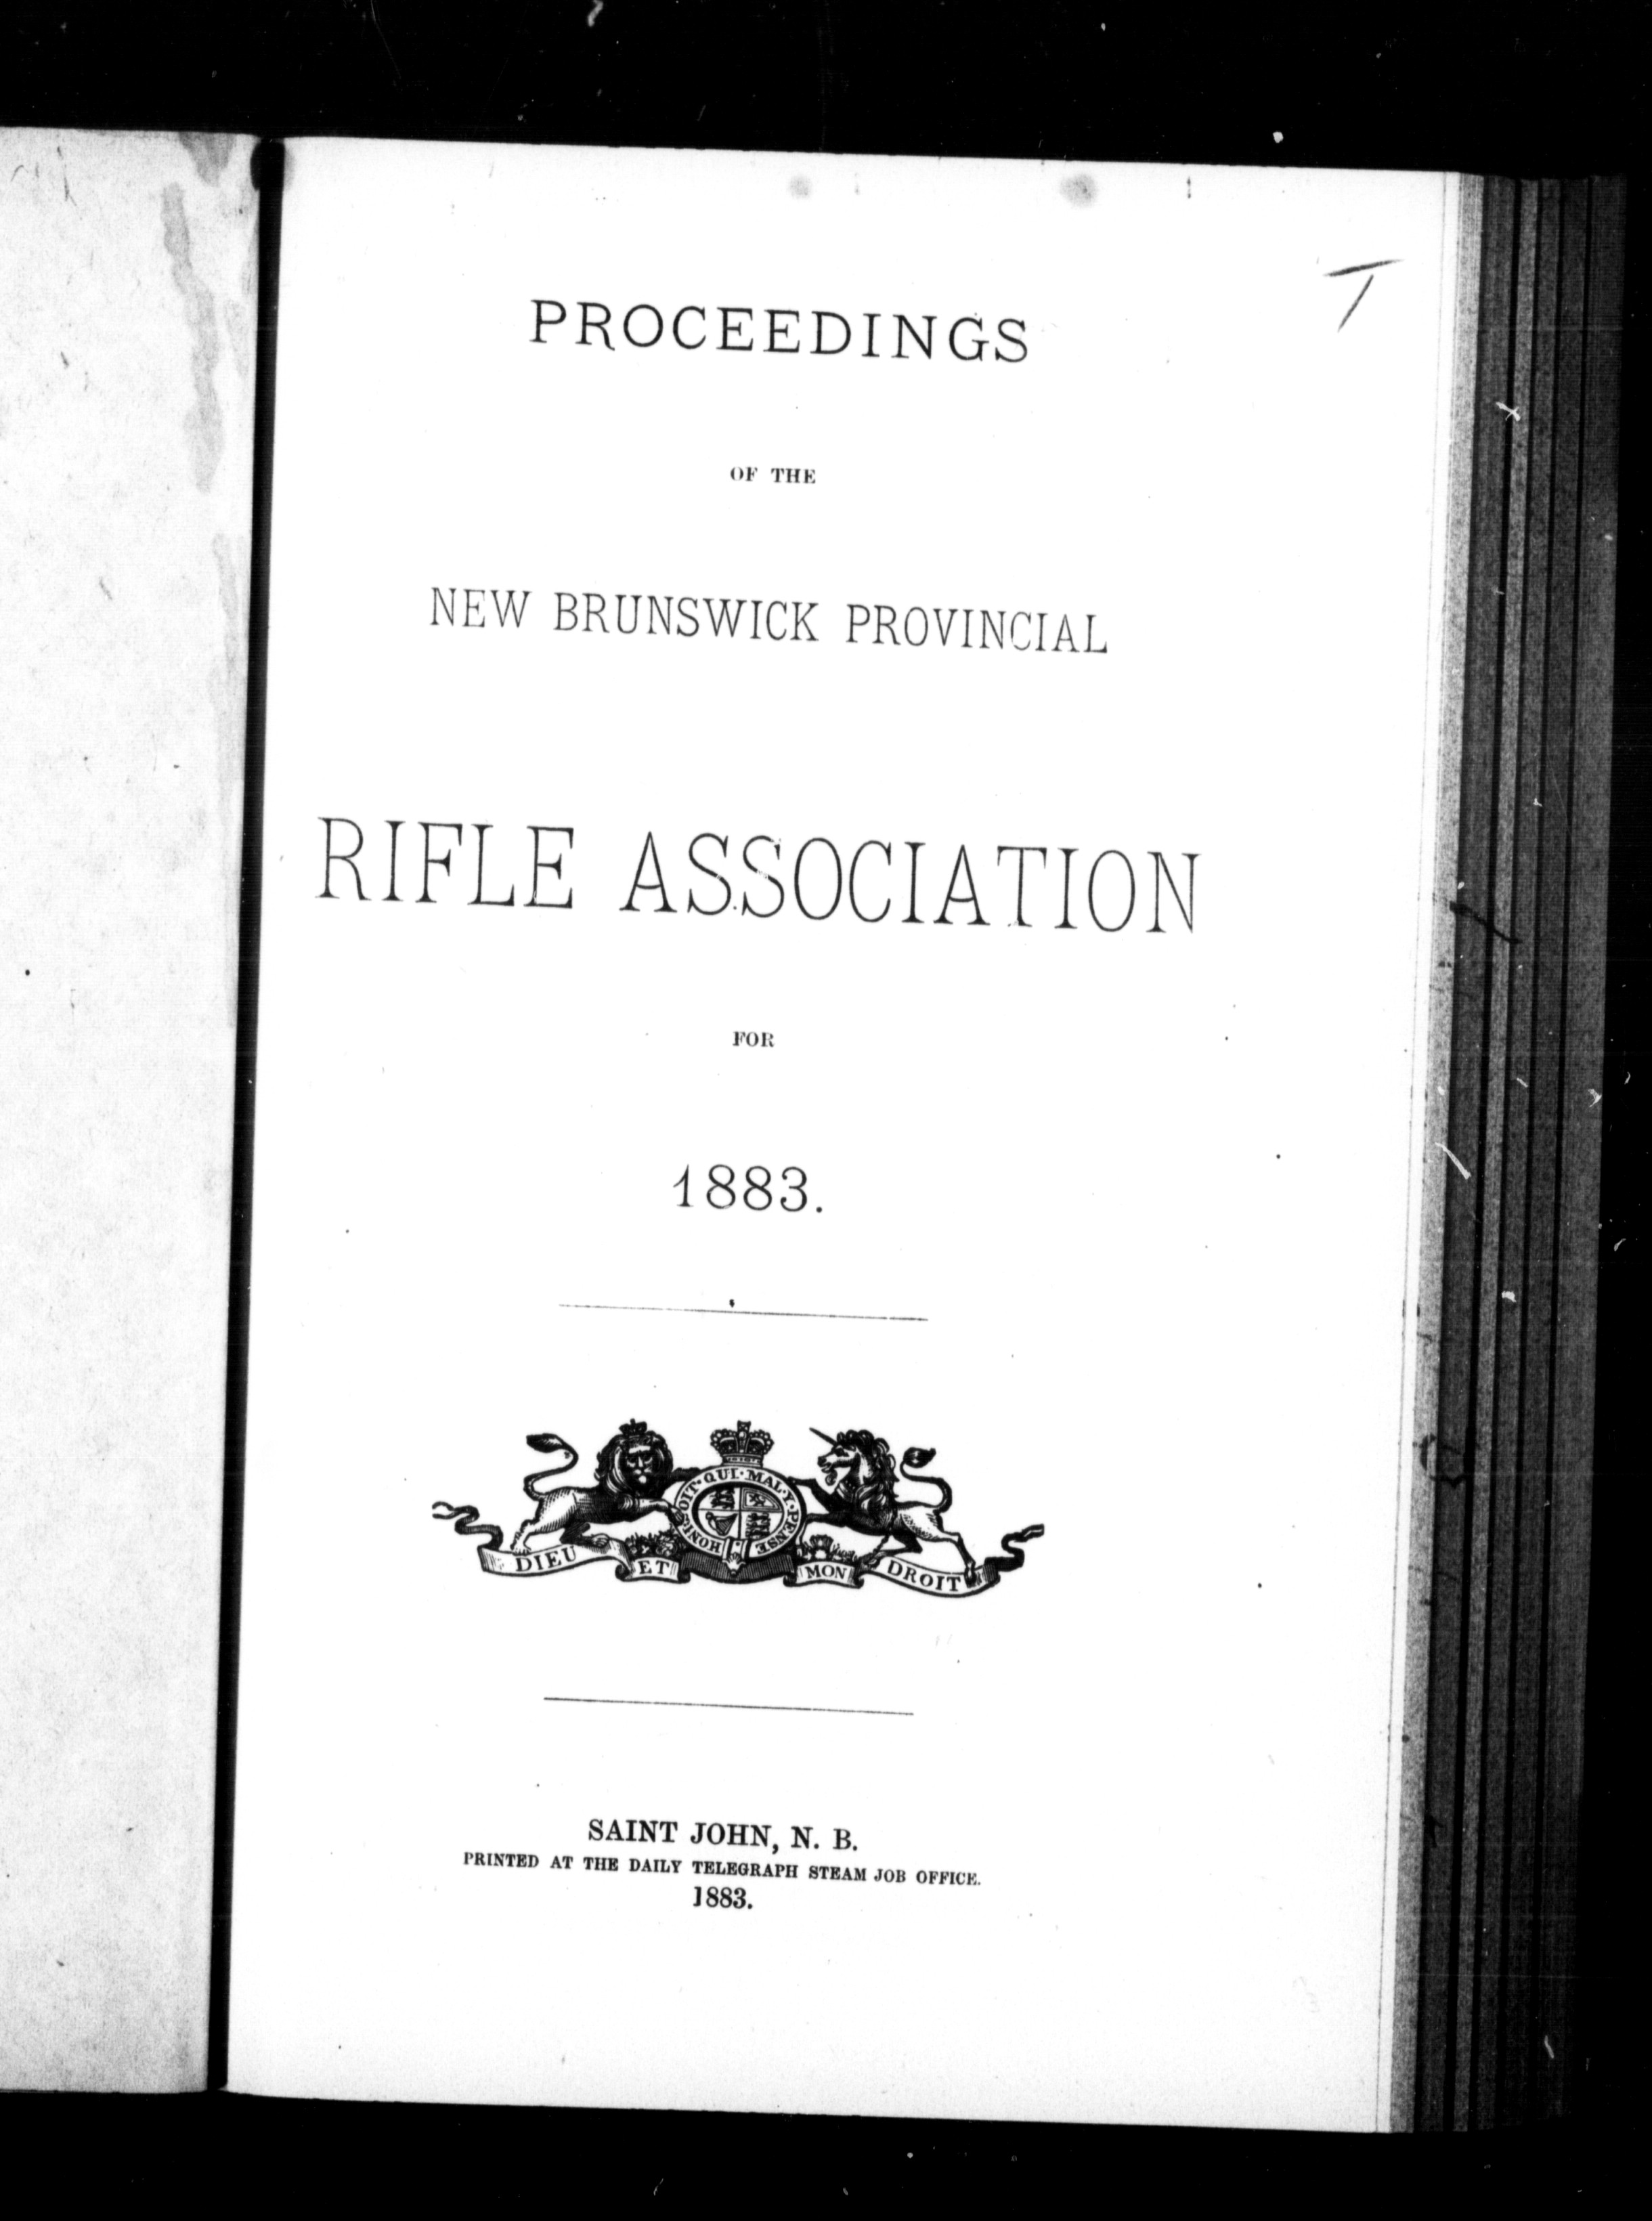 T
PROCEEDINGS
OF THE
NEW BRUNSWICK PROVINCIAL
RIFLE ASSOCIATION
FOR
1883.
HONI·SOIT·QUI·MAL·Y·PENSE
DIEU ET MON DROIT
SAINT JOHN, N. B.
PRINTED AT THE DAILY TELEGRAPH STEAM JOB OFFICE.
1883.